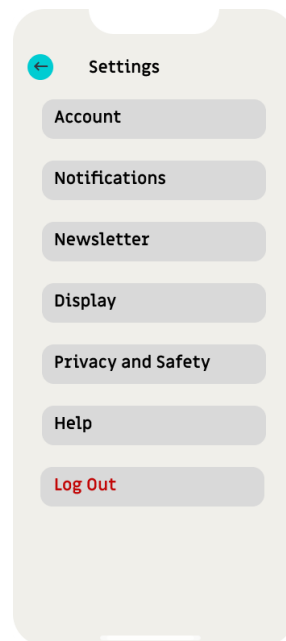 Settings
Account
Notifications
Newsletter
Display
Privacy and Safety
Help
Log Out